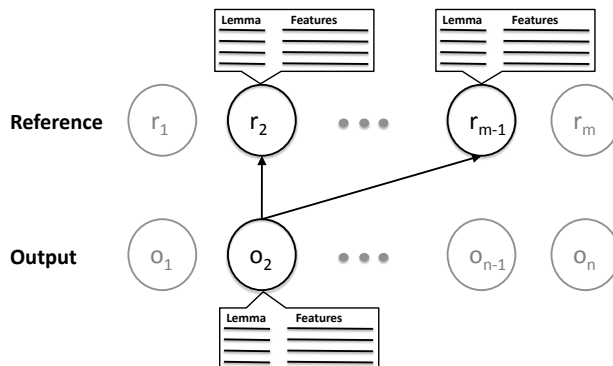 Lemma Features Lemma Features
Reference r₁ r₂ ••• rₘ₋₁ rₘ
Output o₁ o₂ ••• oₙ₋₁ oₙ
Lemma Features